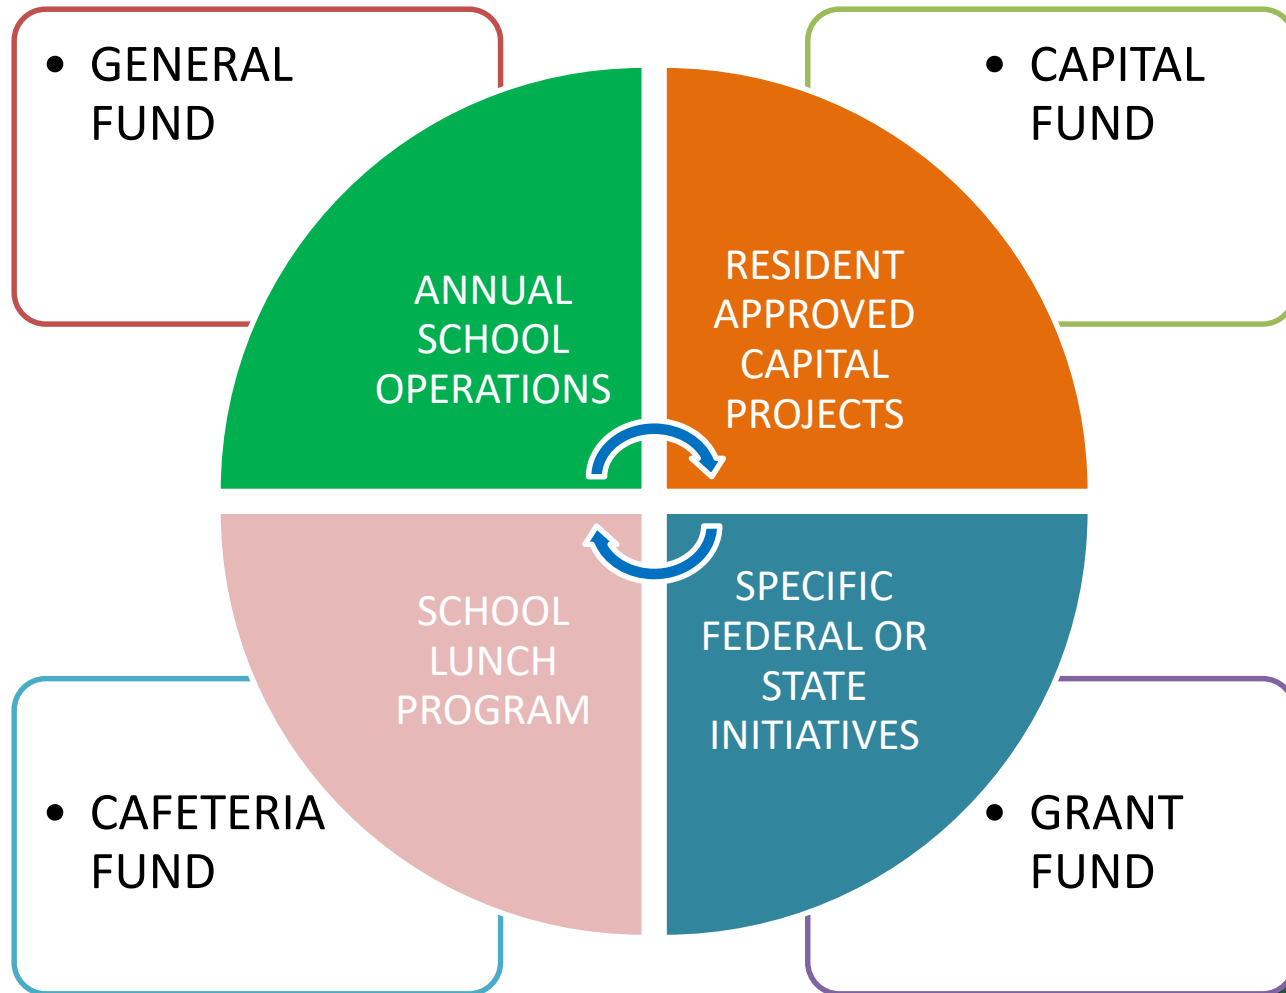 • GENERAL
FUND
• CAPITAL
FUND
ANNUAL
SCHOOL
OPERATIONS
RESIDENT
APPROVED
CAPITAL
PROJECTS
SCHOOL
LUNCH
PROGRAM
SPECIFIC
FEDERAL OR
STATE
INITIATIVES
• CAFETERIA
FUND
• GRANT
FUND